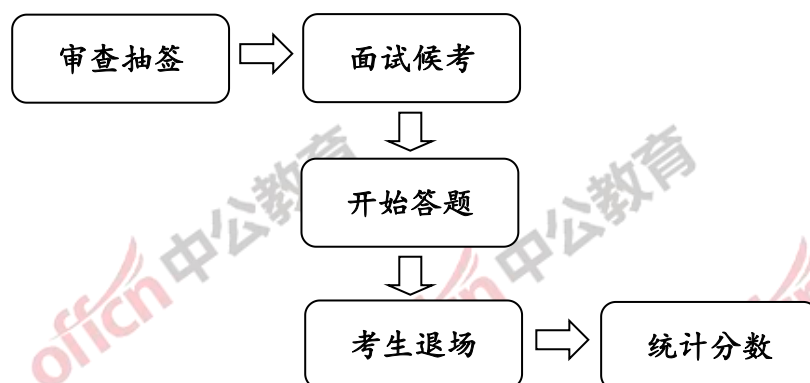 审查抽签
面试候考
开始答题
考生退场
统计分数
offcn中公教育
offcn中公教育